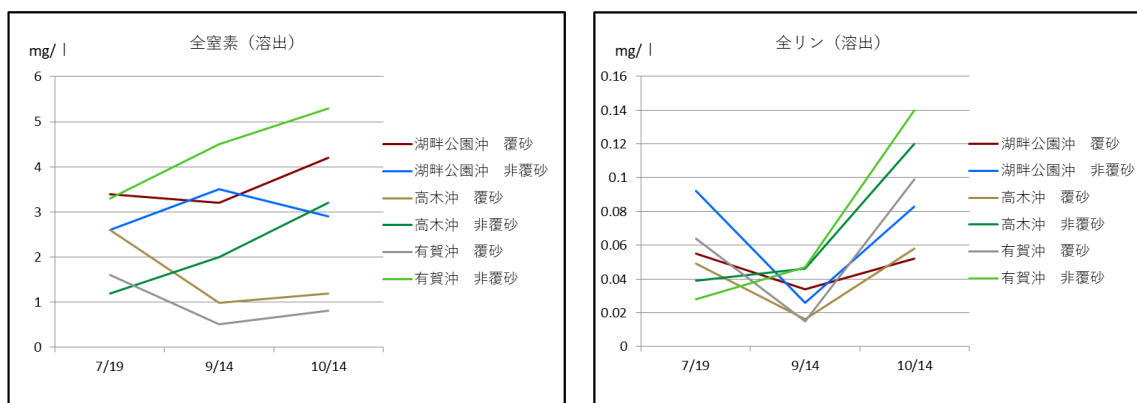 全窒素（溶出）
mg/ l
6
5
4
3
2
1
0
7/19 9/14 10/14
湖畔公園沖　覆砂
湖畔公園沖　非覆砂
高木沖　覆砂
高木沖　非覆砂
有賀沖　覆砂
有賀沖　非覆砂
全リン（溶出）
mg/ l
0.16
0.14
0.12
0.1
0.08
0.06
0.04
0.02
0
7/19 9/14 10/14
湖畔公園沖　覆砂
湖畔公園沖　非覆砂
高木沖　覆砂
高木沖　非覆砂
有賀沖　覆砂
有賀沖　非覆砂